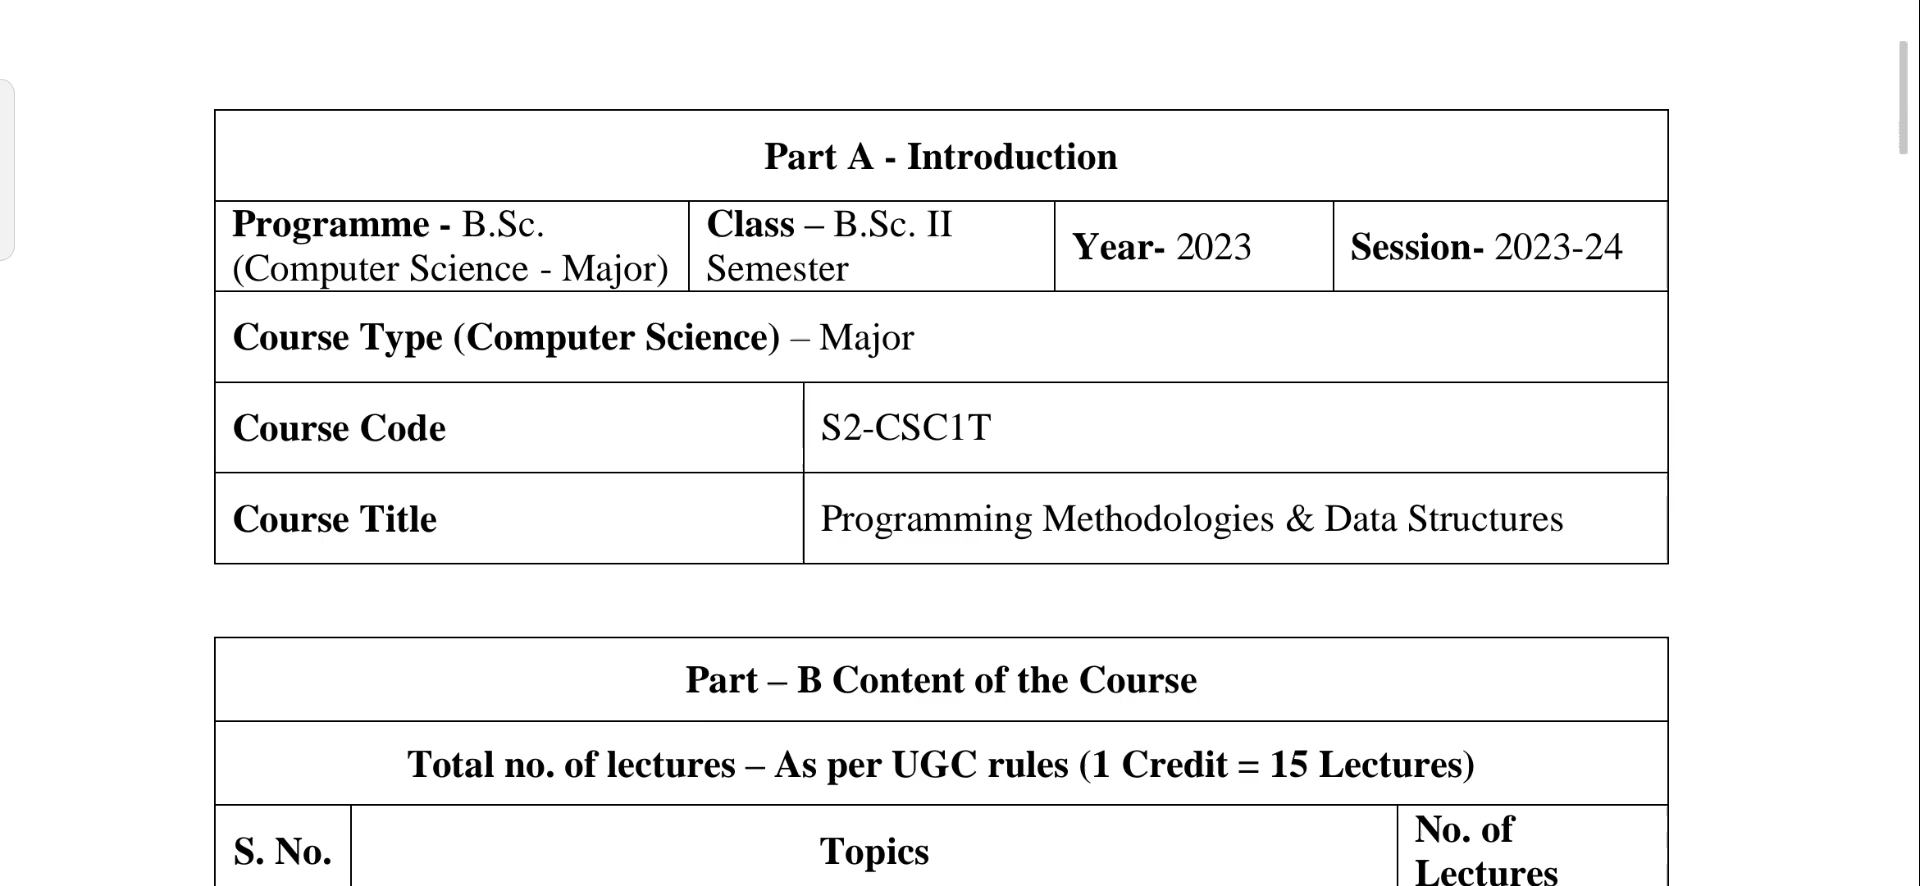 Part A - Introduction
Programme - B.Sc.
(Computer Science - Major)
Class – B.Sc. II
Semester
Year- 2023
Session- 2023-24
Course Type (Computer Science) – Major
Course Code
S2-CSC1T
Course Title
Programming Methodologies & Data Structures
Part – B Content of the Course
Total no. of lectures – As per UGC rules (1 Credit = 15 Lectures)
S. No.
Topics
No. of
Lectures